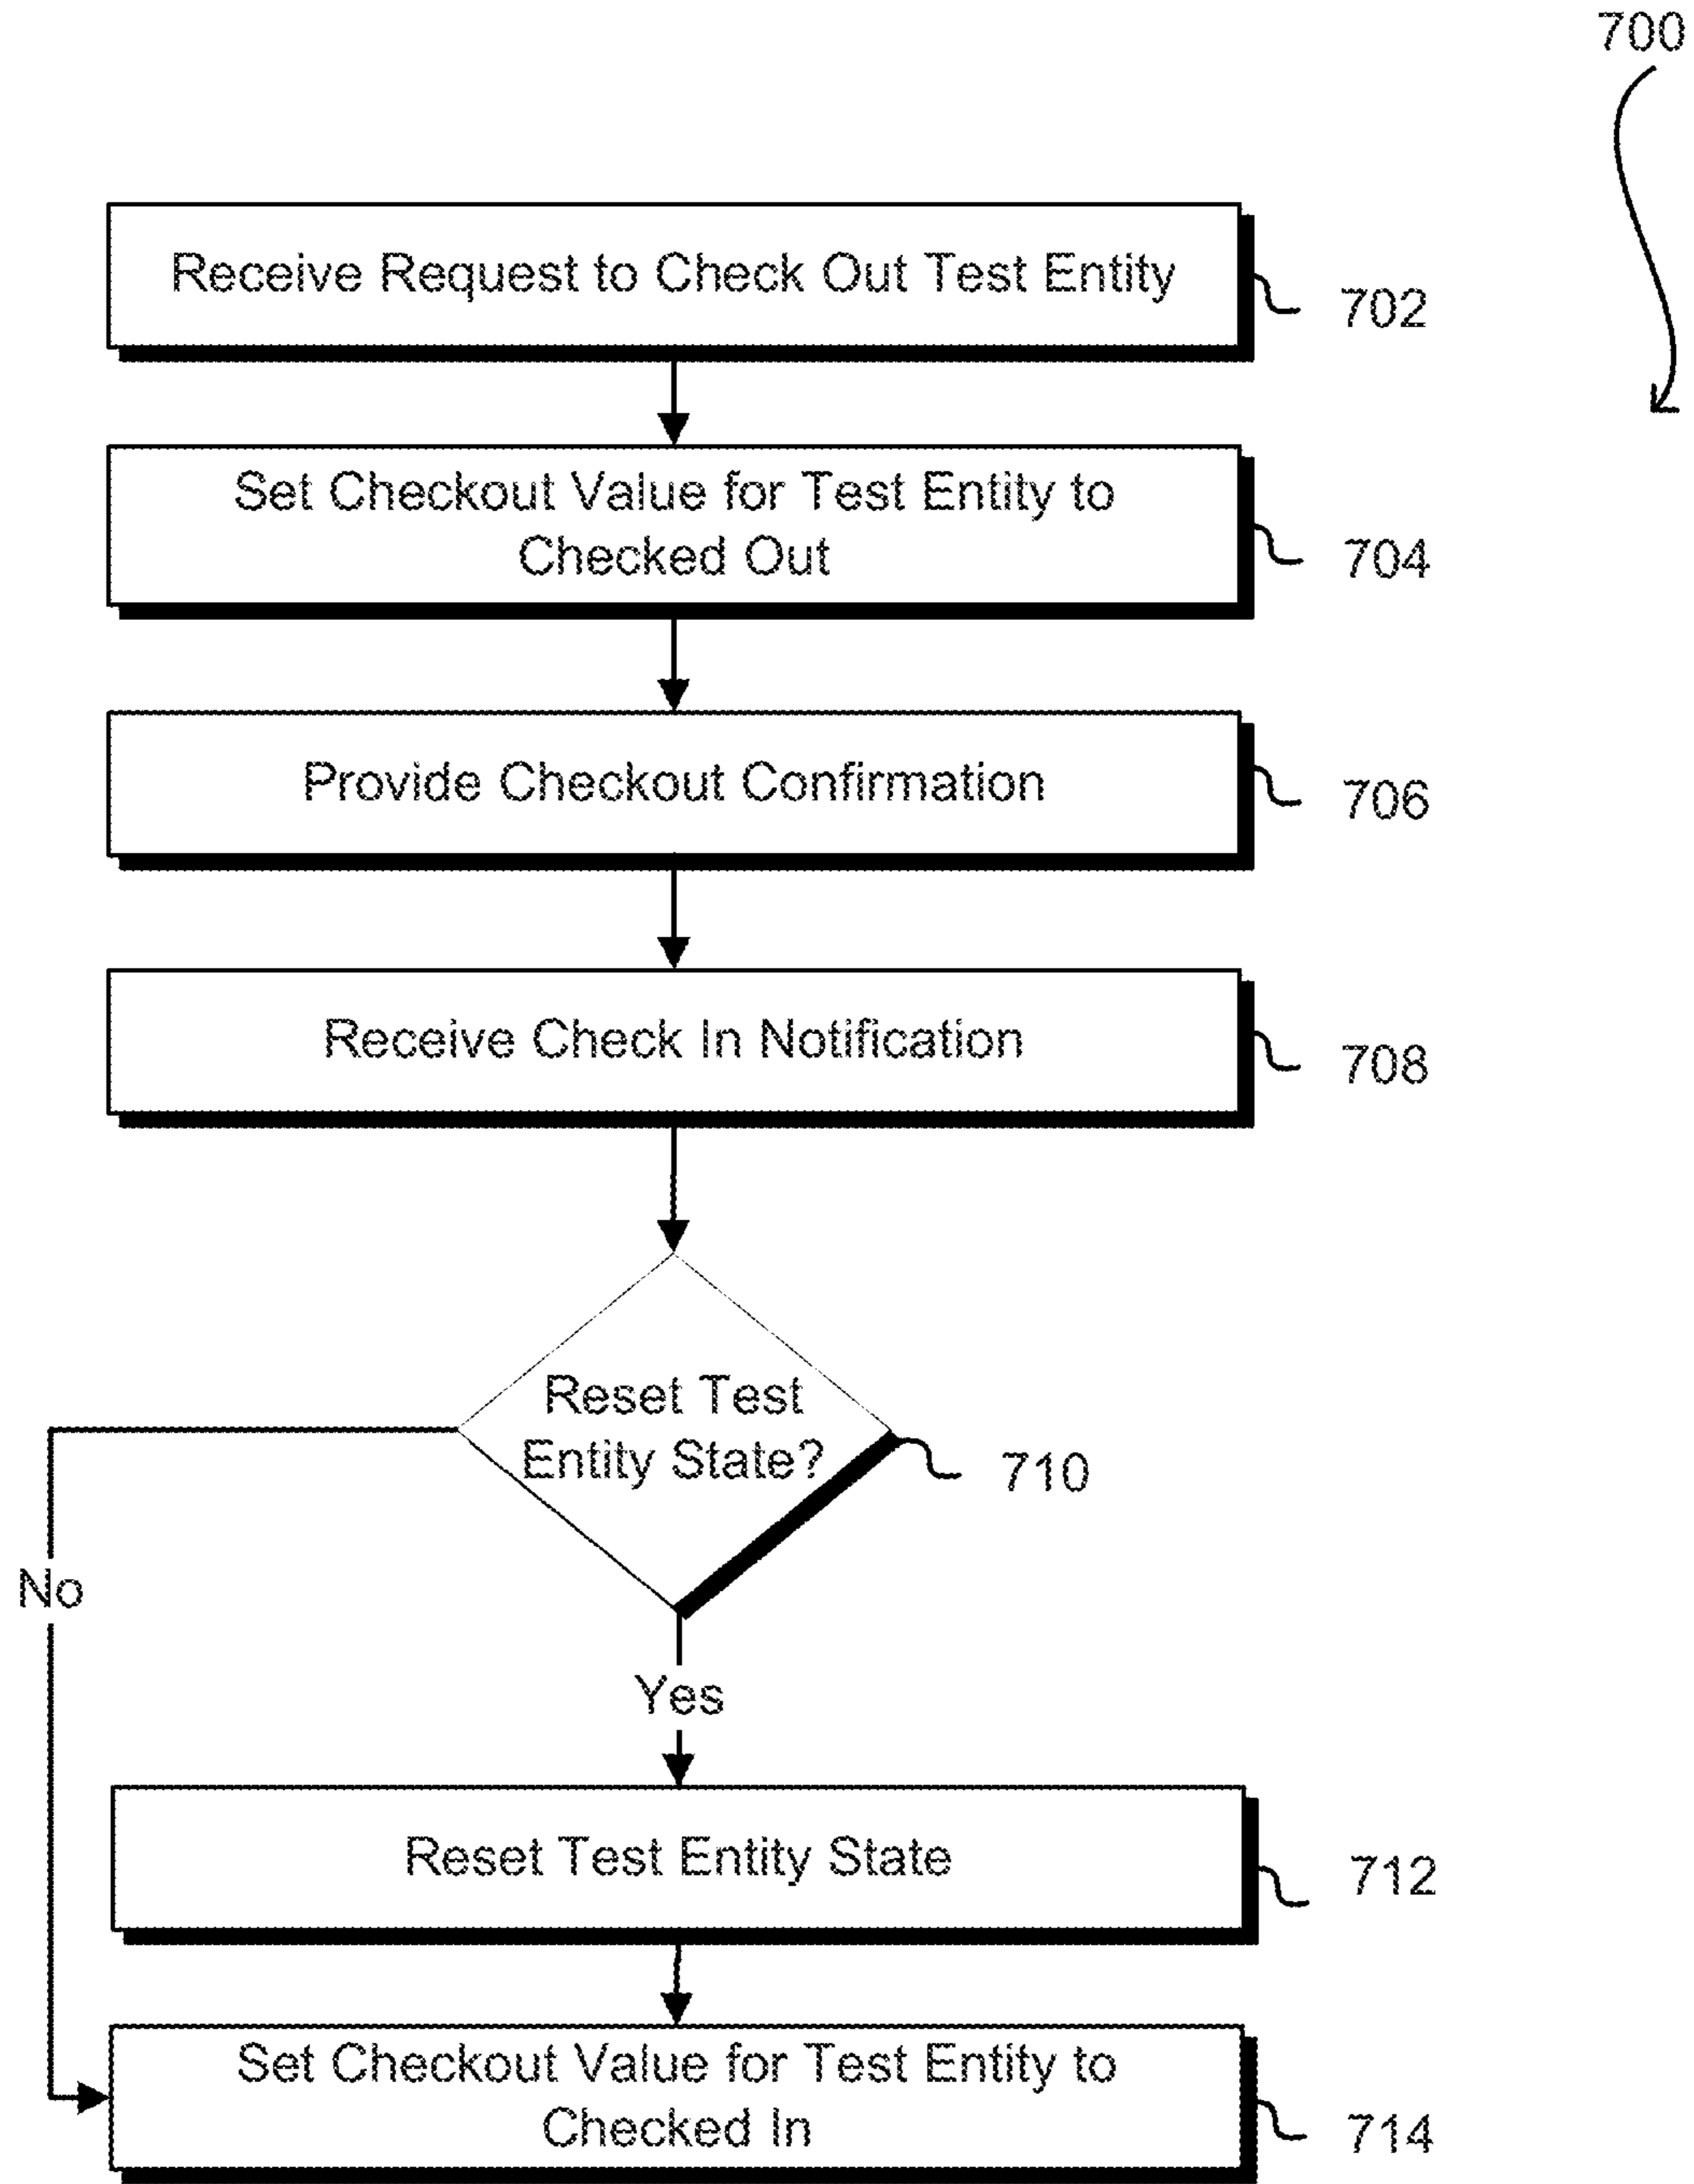 700
Receive Request to Check Out Test Entity
702
Set Checkout Value for Test Entity to
Checked Out
704
Provide Checkout Confirmation
706
Receive Check In Notification
708
Reset Test
Entity State?
710
No
Yes
Reset Test Entity State
712
Set Checkout Value for Test Entity to
Checked In
714